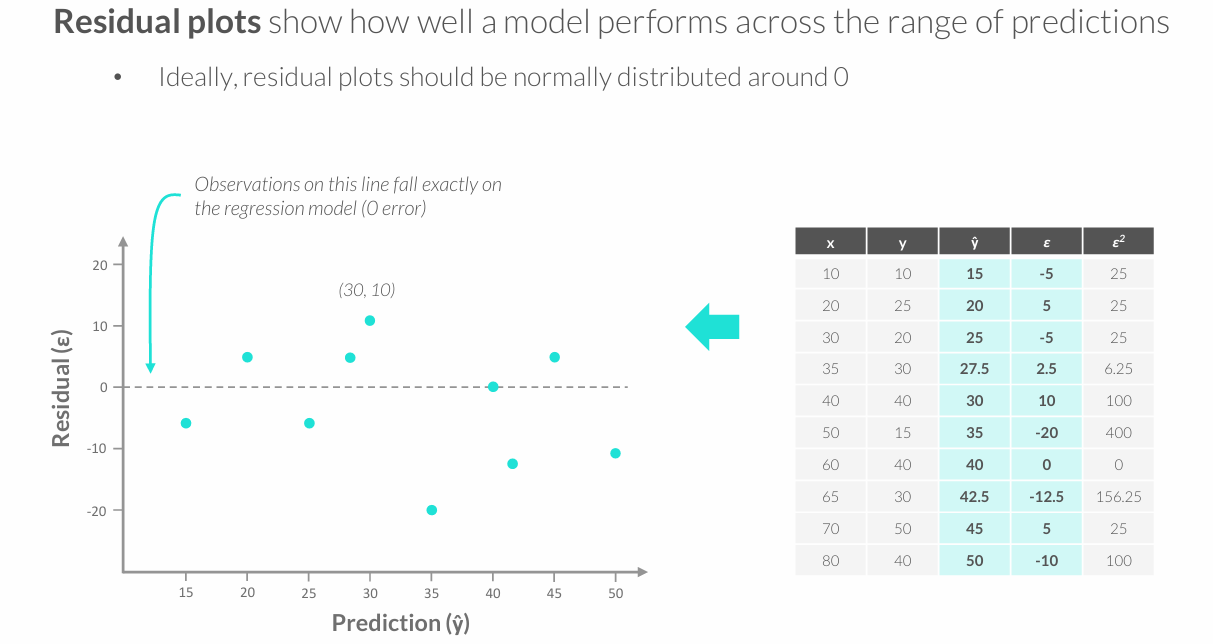 Residual plots show how well a model performs across the range of predictions
• Ideally, residual plots should be normally distributed around 0
Observations on this line fall exactly on
the regression model (0 error)
(30, 10)
20
10
0
-10
-20
Residual (ε)
15 20 25 30 35 40 45 50
Prediction (ŷ)
x y ŷ ε ε²
10 10 15 -5 25
20 25 20 5 25
30 20 25 -5 25
35 30 27.5 2.5 6.25
40 40 30 10 100
50 15 35 -20 400
60 40 40 0 0
65 30 42.5 -12.5 156.25
70 50 45 5 25
80 40 50 -10 100